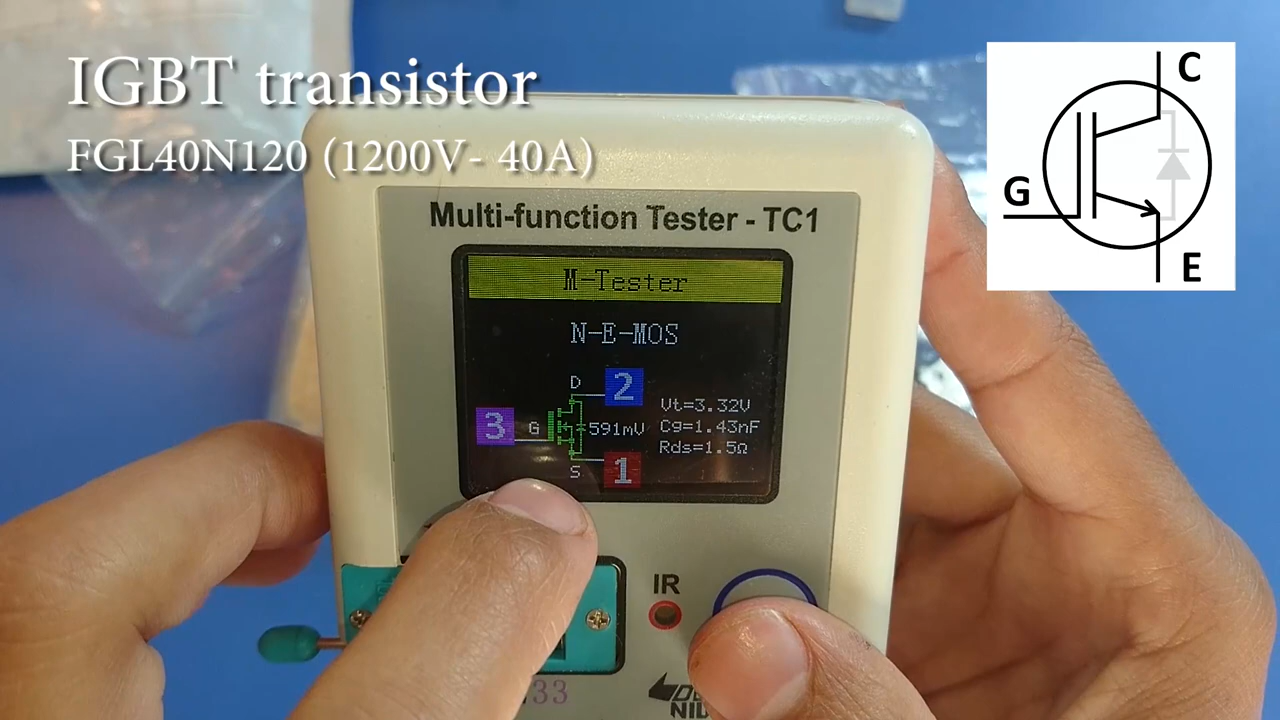 IGBT transistor
FGL40N120 (1200V- 40A)
C
G
E
Multi-function Tester - TC1
M-Tester
N-E-MOS
D
2
3
G
591mV
S
1
Vt=3.32V
Cg=1.43nF
Rds=1.5Ω
IR
33